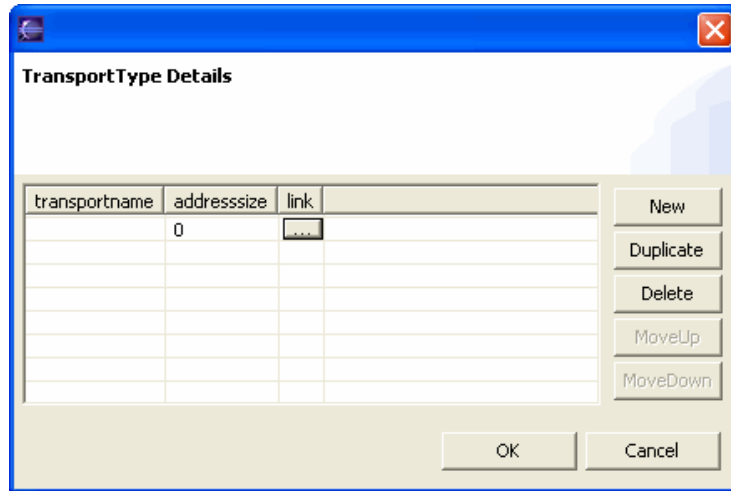 TransportType Details
transportname addresssize link
0 ...
New
Duplicate
Delete
MoveUp
MoveDown
OK Cancel